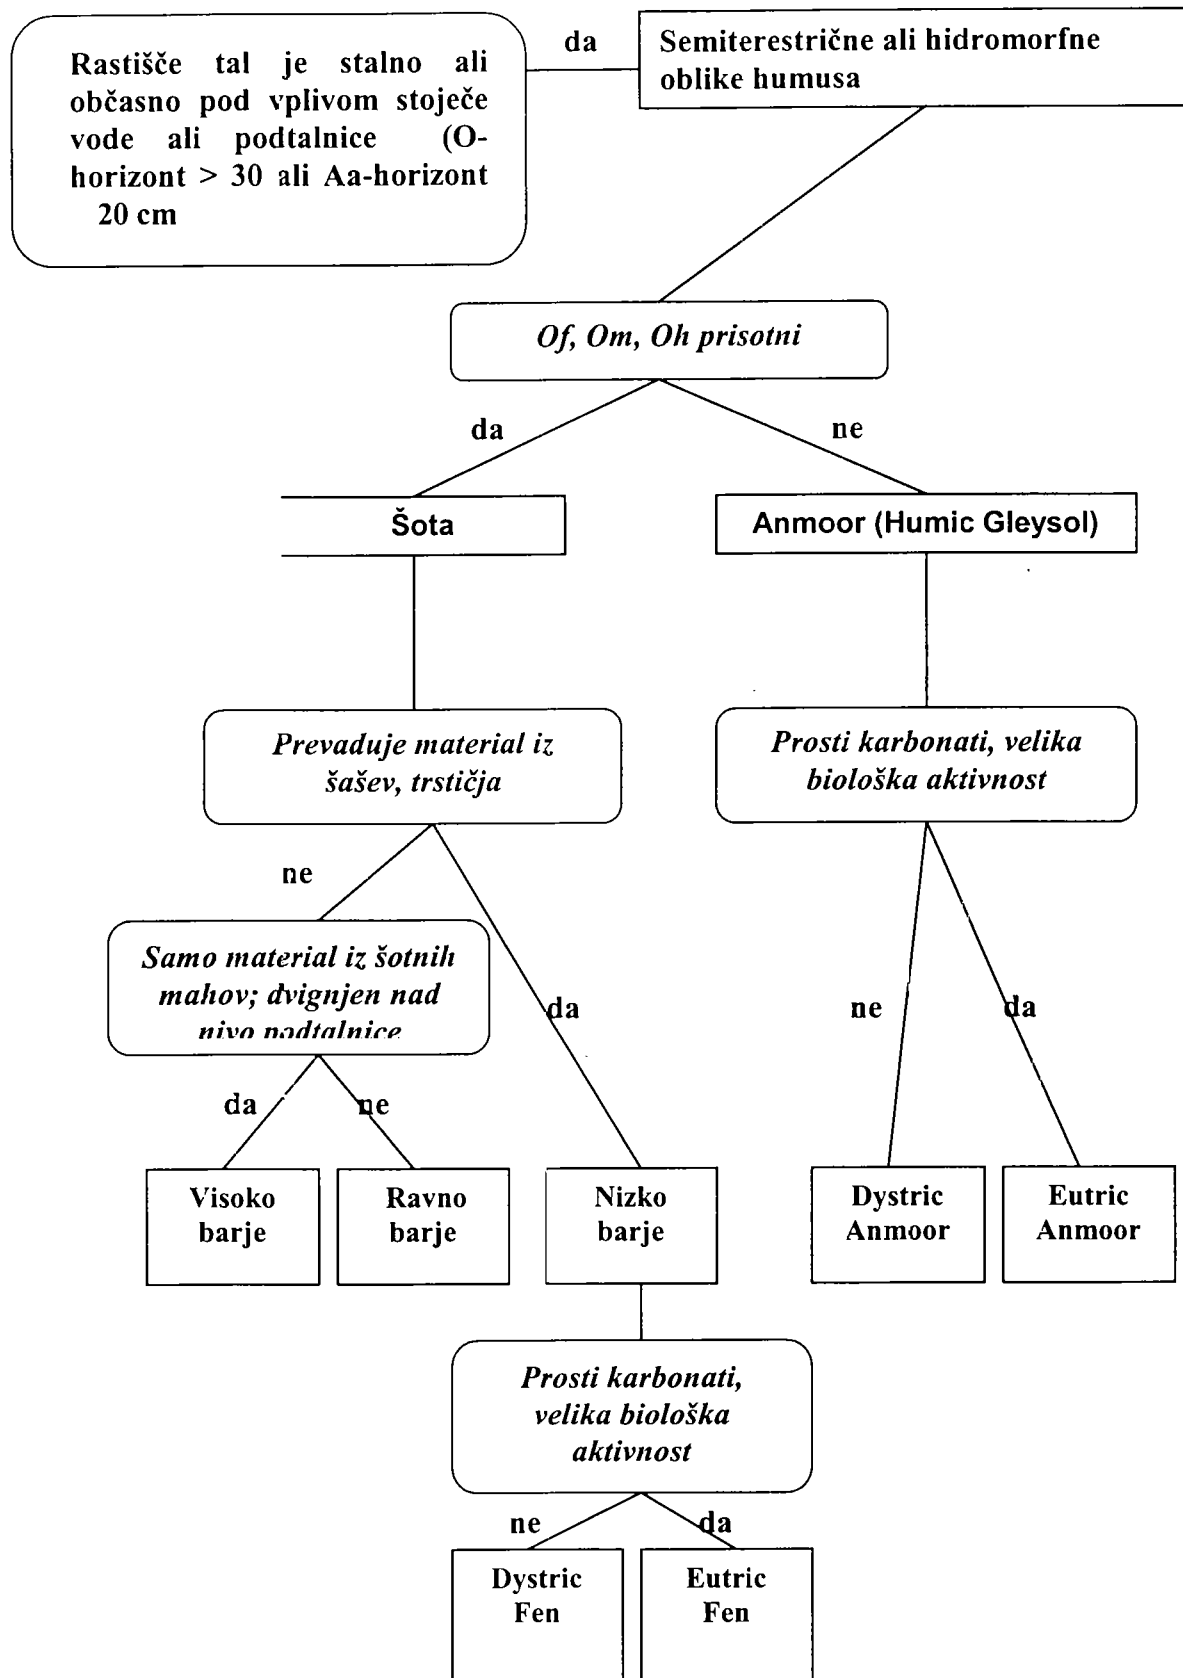 Rastišče tal je stalno ali
občasno pod vplivom stoječe
vode ali podtalnice (O-
horizont > 30 ali Aa-horizont
20 cm
da
Semiterestrične ali hidromorfne
oblike humusa
Of, Om, Oh prisotni
da
ne
Šota
Anmoor (Humic Gleysol)
Prevaduje material iz
šašev, trstičja
Prosti karbonati, velika
biološka aktivnost
ne
Samo material iz šotnih
mahov; dvignjen nad
nivo podtalnice
da
ne
da
da
ne
Visoko
barje
Ravno
barje
Nizko
barje
Dystric
Anmoor
Eutric
Anmoor
Prosti karbonati,
velika biološka
aktivnost
ne
da
Dystric
Fen
Eutric
Fen